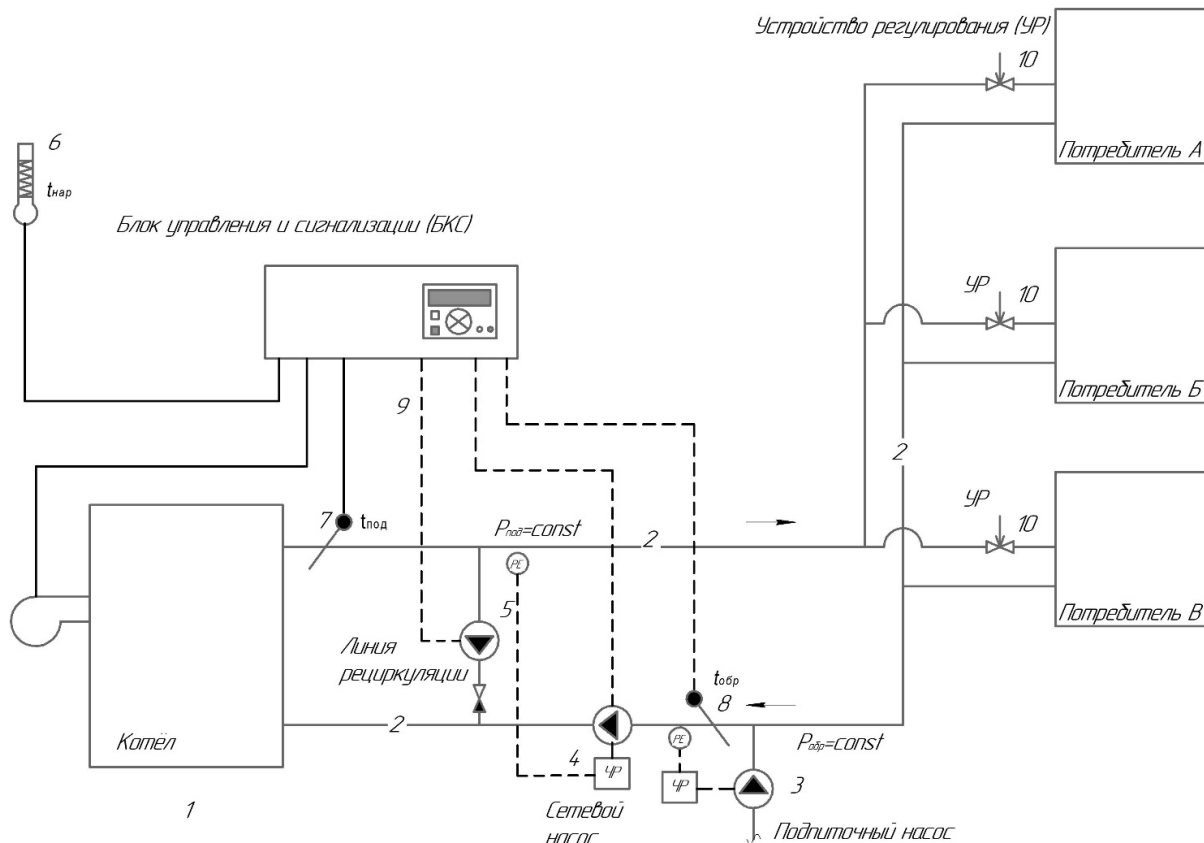 Устройство регулирования (УР)
10
Потребитель А
6
tнар
Блок управления и сигнализации (БКС)
УР
10
Потребитель Б
9
2
7
tпод
Pпод=const
2
УР
10
PE
5
Потребитель В
Линия
рециркуляции
tобр
8
2
Котёл
4
ЧР
PE
ЧР
Pобр=const
3
1
Сетевой
насос
Подпиточный насос